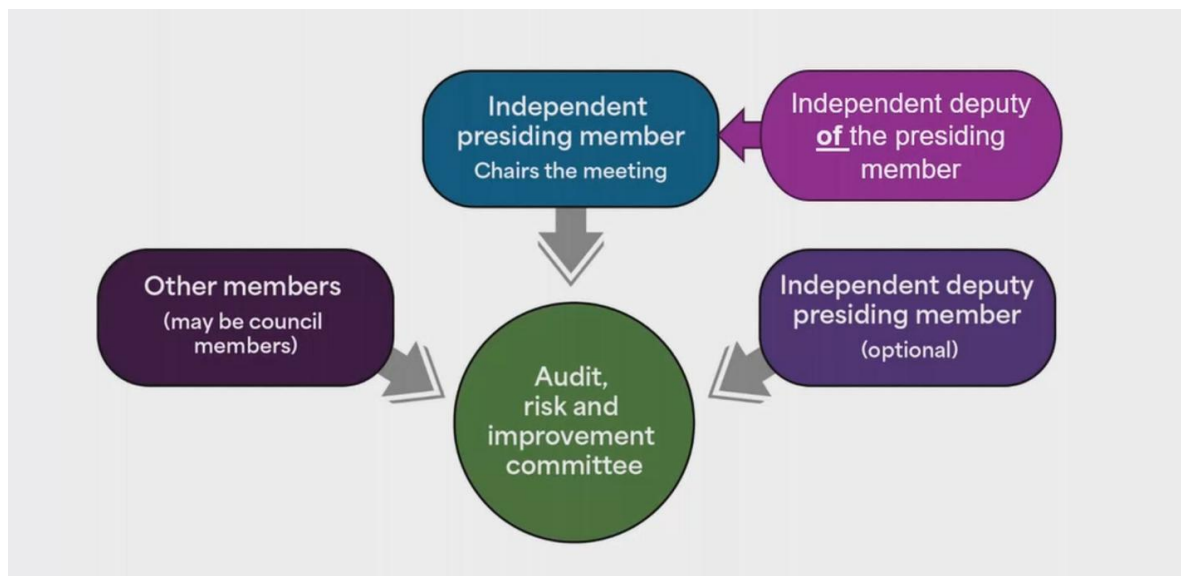 Independent
presiding member
Chairs the meeting
Independent deputy
of the presiding
member
Other members
(may be council
members)
Independent deputy
presiding member
(optional)
Audit,
risk and
improvement
committee